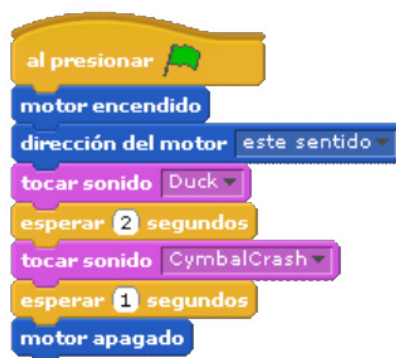 al presionar
motor encendido
dirección del motor este sentido
tocar sonido Duck
esperar 2 segundos
tocar sonido CymbalCrash
esperar 1 segundos
motor apagado